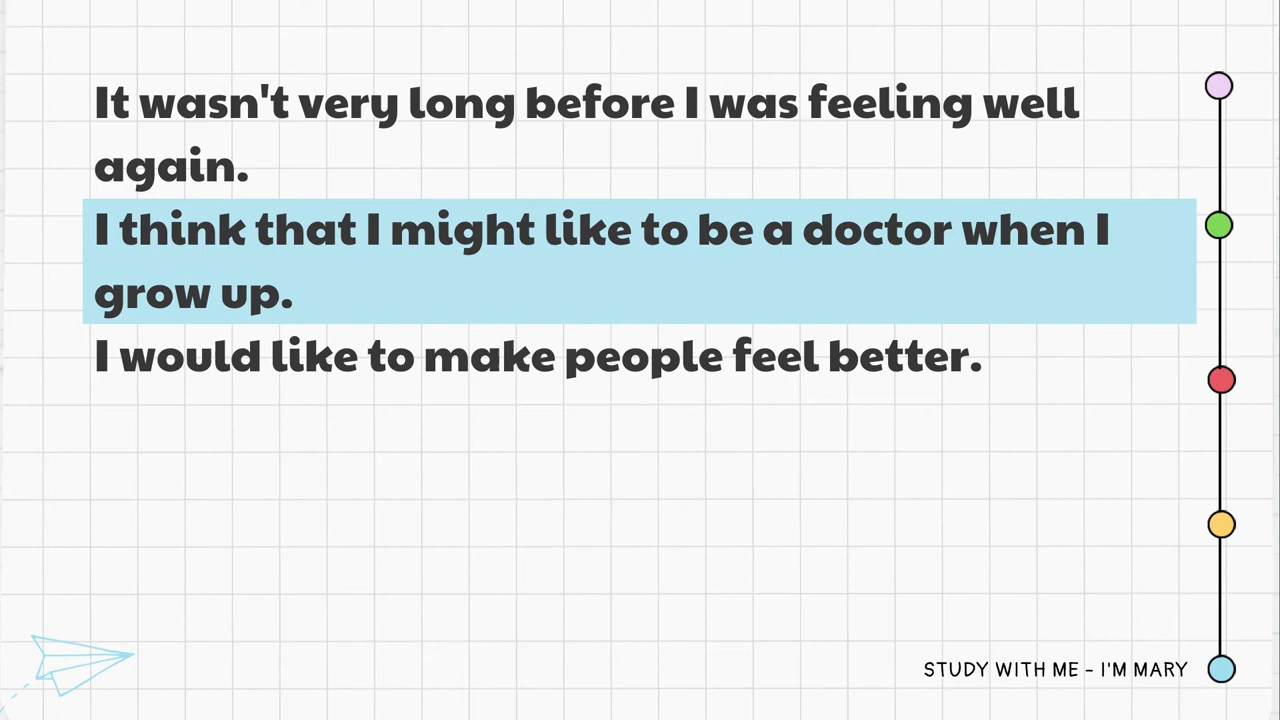 It wasn't very long before I was feeling well
again.
I think that I might like to be a doctor when I
grow up.
I would like to make people feel better.
STUDY WITH ME - I'M MARY